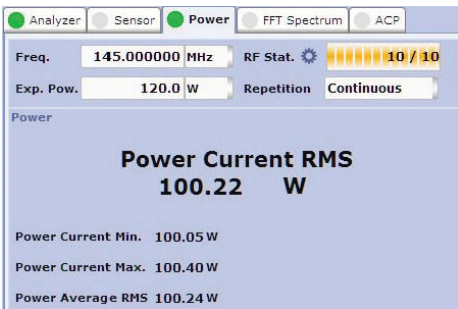 Analyzer Sensor Power FFT Spectrum ACP
Freq. 145.000000 MHz RF Stat. 10 / 10
Exp. Pow. 120.0 W Repetition Continuous
Power
Power Current RMS
100.22 W
Power Current Min. 100.05 W
Power Current Max. 100.40 W
Power Average RMS 100.24 W